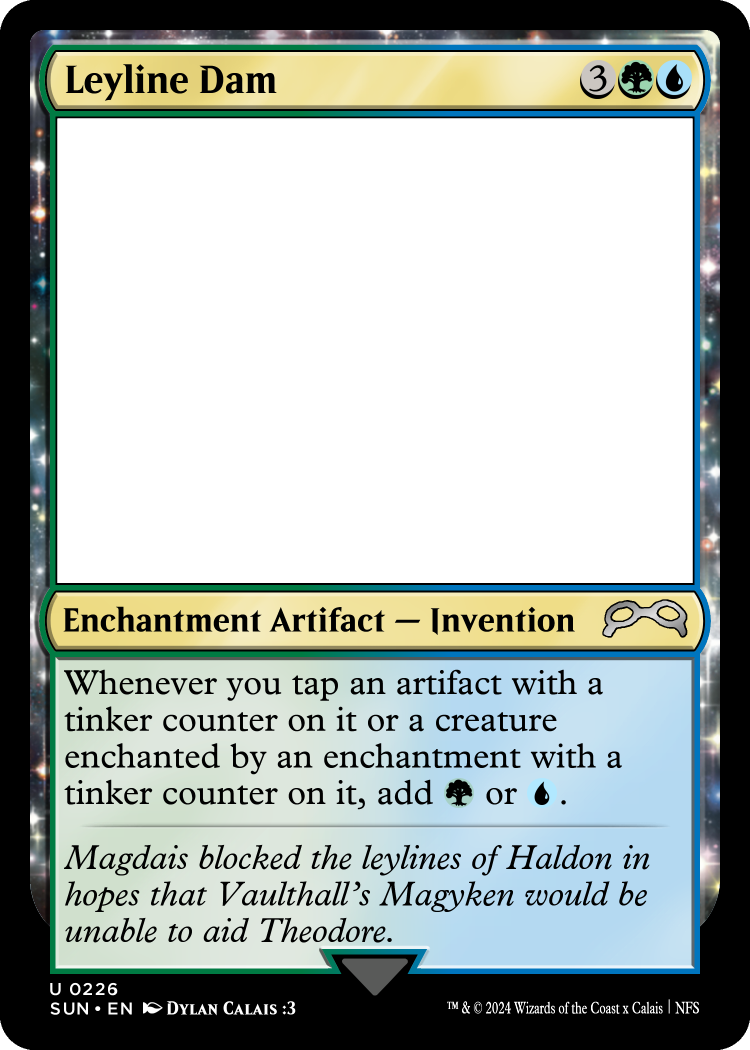 Leyline Dam 3
Enchantment Artifact — Invention
Whenever you tap an artifact with a
tinker counter on it or a creature
enchanted by an enchantment with a
tinker counter on it, add or .
Magdais blocked the leylines of Haldon in
hopes that Vaulthall's Magyken would be
unable to aid Theodore.
U 0226
SUN • EN Dylan Calais :3
™ & © 2024 Wizards of the Coast x Calais | NFS